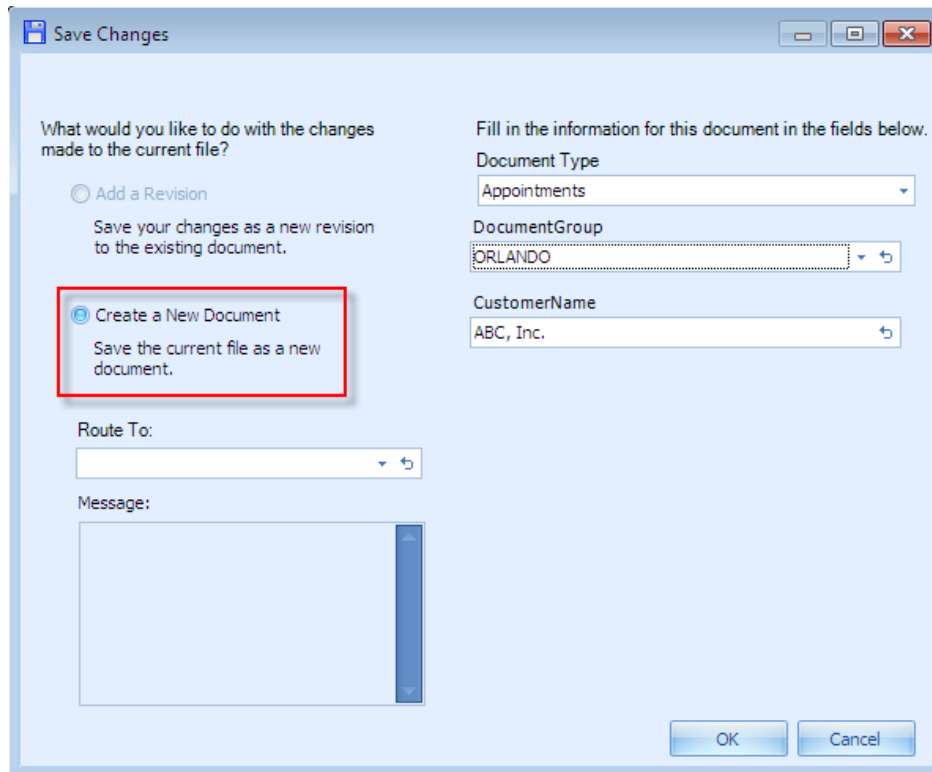 Save Changes
What would you like to do with the changes
made to the current file?
Add a Revision
Save your changes as a new revision
to the existing document.
Create a New Document
Save the current file as a new
document.
Route To:
Message:
Fill in the information for this document in the fields below.
Document Type
Appointments
DocumentGroup
ORLANDO
CustomerName
ABC, Inc.
OK
Cancel